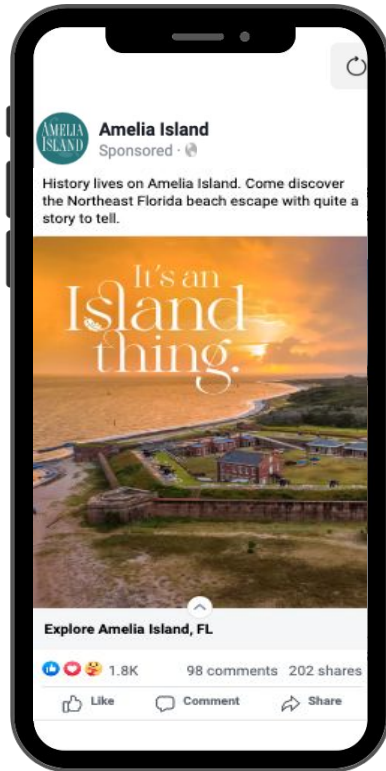 AMELIA
ISLAND
Amelia Island
Sponsored ·
History lives on Amelia Island. Come discover
the Northeast Florida beach escape with quite a
story to tell.
It's an
Island
thing.
Explore Amelia Island, FL
1.8K 98 comments 202 shares
Like Comment Share